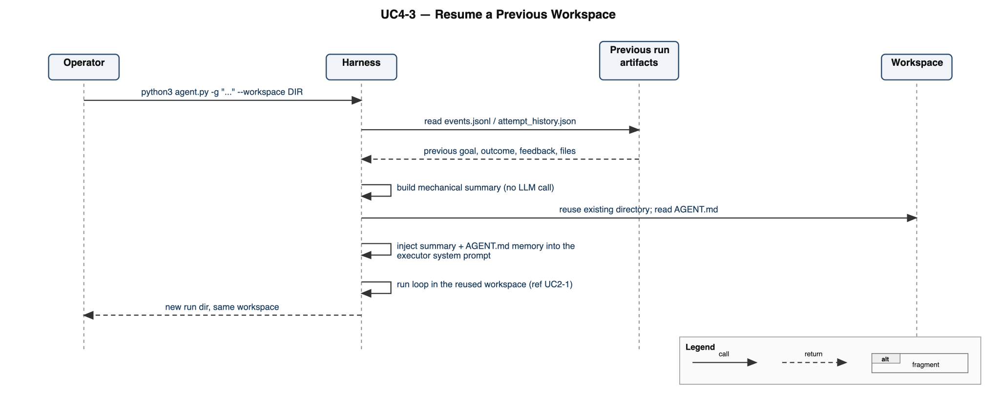 UC4-3 — Resume a Previous Workspace
Operator
Harness
Previous run
artifacts
Workspace
python3 agent.py -g "..." --workspace DIR
read events.jsonl / attempt_history.json
previous goal, outcome, feedback, files
build mechanical summary (no LLM call)
reuse existing directory; read AGENT.md
inject summary + AGENT.md memory into the
executor system prompt
run loop in the reused workspace (ref UC2-1)
new run dir, same workspace
Legend
call
return
alt
fragment